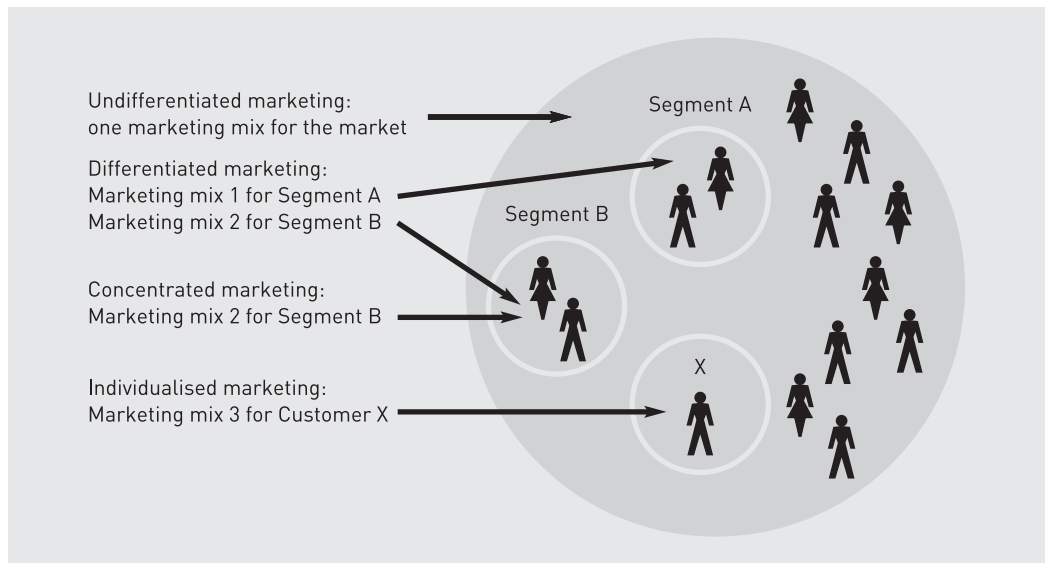 Undifferentiated marketing:
one marketing mix for the market
Differentiated marketing:
Marketing mix 1 for Segment A
Marketing mix 2 for Segment B
Concentrated marketing:
Marketing mix 2 for Segment B
Individualised marketing:
Marketing mix 3 for Customer X
Segment A
Segment B
X